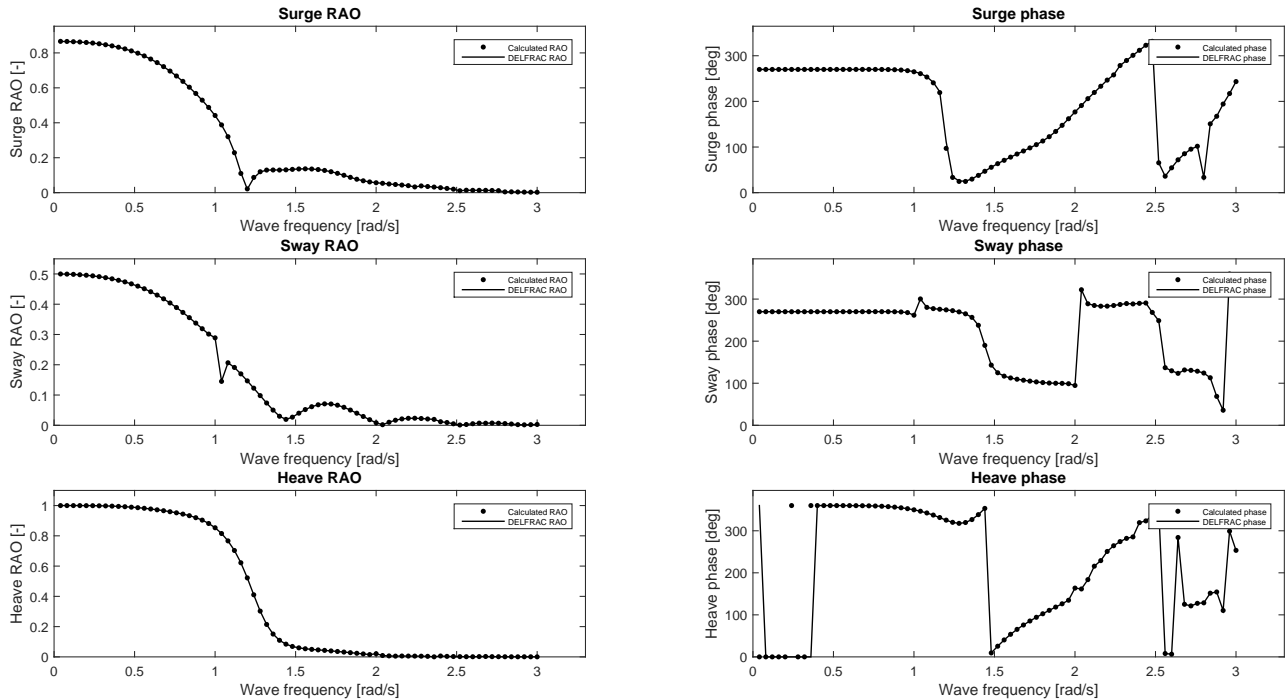 Surge RAO
Surge RAO [-]
0.8
0.6
0.4
0.2
0
0 0.5 1 1.5 2 2.5 3
Wave frequency [rad/s]
Calculated RAO
DELFRAC RAO
Surge phase
Surge phase [deg]
300
200
100
0
0 0.5 1 1.5 2 2.5 3
Wave frequency [rad/s]
Calculated phase
DELFRAC phase
Sway RAO
Sway RAO [-]
0.5
0.4
0.3
0.2
0.1
0
0 0.5 1 1.5 2 2.5 3
Wave frequency [rad/s]
Calculated RAO
DELFRAC RAO
Sway phase
Sway phase [deg]
300
200
100
0
0 0.5 1 1.5 2 2.5 3
Wave frequency [rad/s]
Calculated phase
DELFRAC phase
Heave RAO
Heave RAO [-]
1
0.8
0.6
0.4
0.2
0
0 0.5 1 1.5 2 2.5 3
Wave frequency [rad/s]
Calculated RAO
DELFRAC RAO
Heave phase
Heave phase [deg]
300
200
100
0
0 0.5 1 1.5 2 2.5 3
Wave frequency [rad/s]
Calculated phase
DELFRAC phase